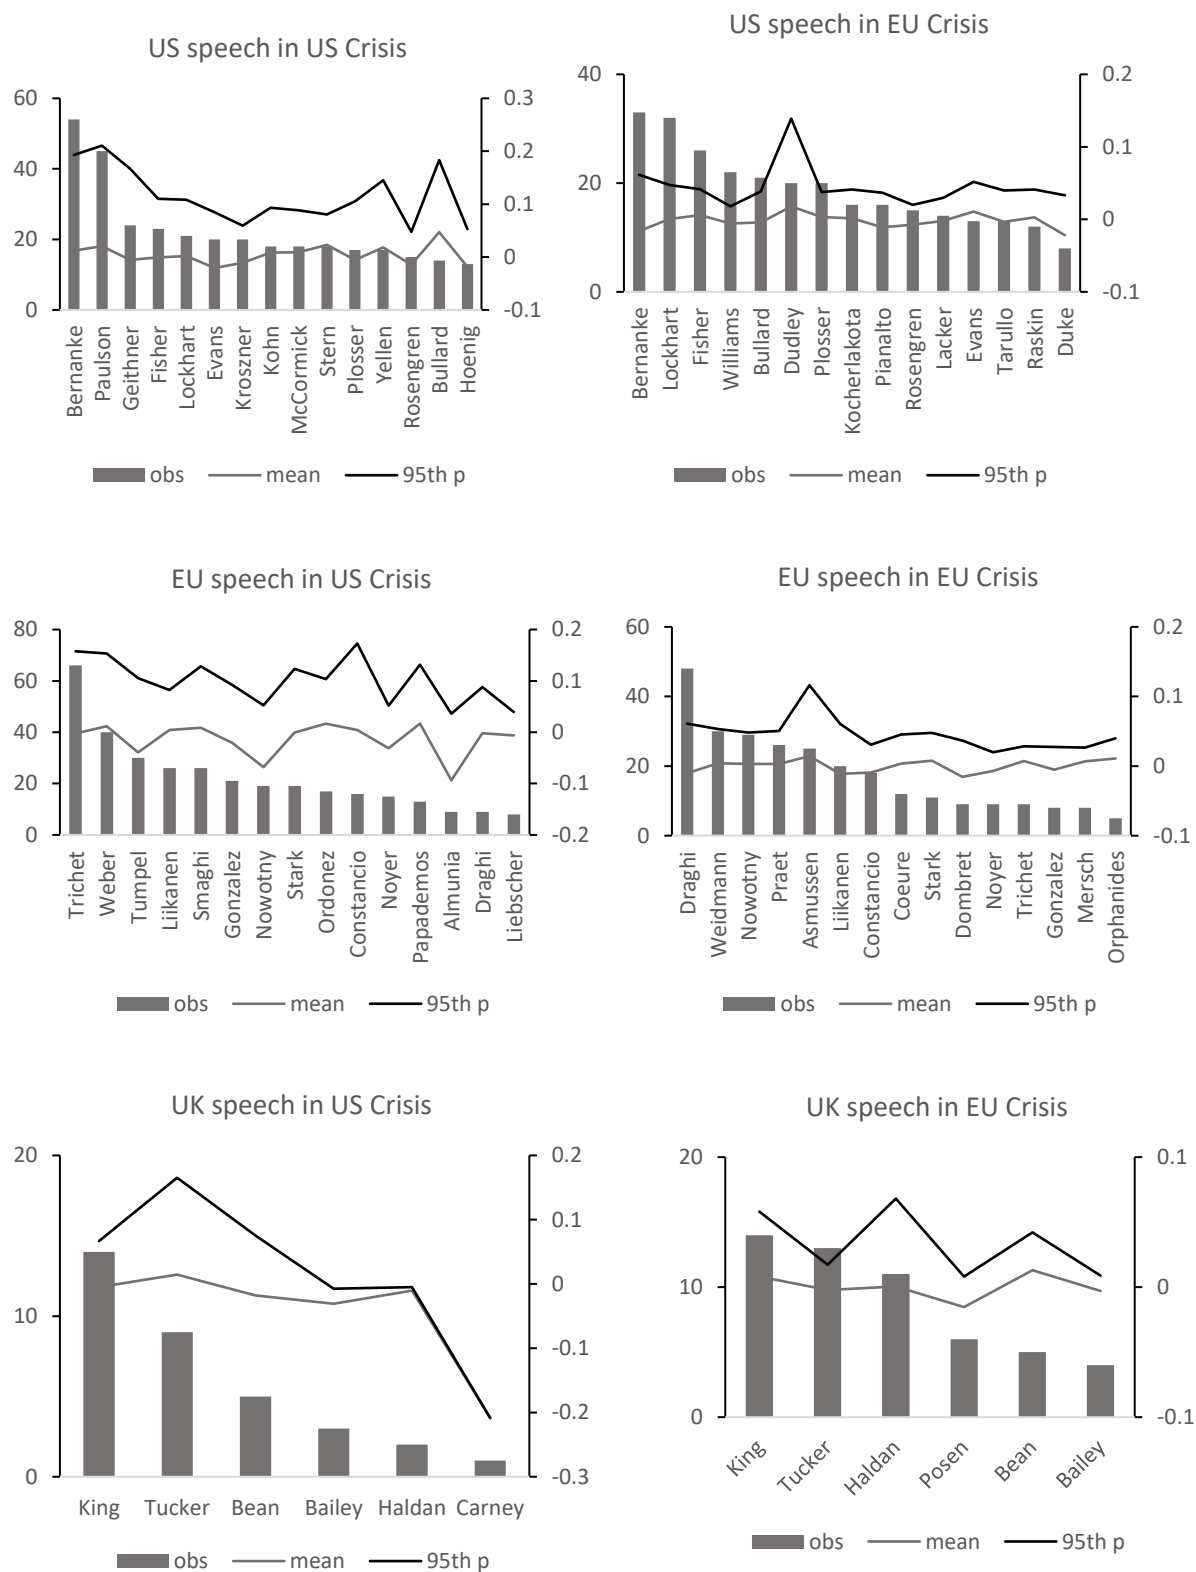 US speech in US Crisis
60
40
20
0
0.3
0.2
0.1
0
-0.1
Bernanke
Paulson
Geithner
Fisher
Lockhart
Evans
Kroszner
Kohn
McCormick
Stern
Plosser
Yellen
Rosengren
Bullard
Hoenig
obs mean 95th p
US speech in EU Crisis
40
20
0
0.2
0.1
0
-0.1
Bernanke
Lockhart
Fisher
Williams
Bullard
Dudley
Plosser
Kocherlakota
Pianalto
Rosengren
Lacker
Evans
Tarullo
Raskin
Duke
obs mean 95th p
EU speech in US Crisis
80
60
40
20
0
0.2
0.1
0
-0.1
-0.2
Trichet
Weber
Tumpel
Liikanen
Smaghi
Gonzalez
Nowotny
Stark
Ordonez
Constancio
Noyer
Papademos
Almunia
Draghi
Liebscher
obs mean 95th p
EU speech in EU Crisis
60
40
20
0
0.2
0.1
0
-0.1
Draghi
Weidmann
Nowotny
Praet
Asmussen
Liikanen
Constancio
Coeure
Stark
Dombret
Noyer
Trichet
Gonzalez
Mersch
Orphanides
obs mean 95th p
UK speech in US Crisis
20
10
0
0.2
0.1
0
-0.1
-0.2
-0.3
King Tucker Bean Bailey Haldan Carney
obs mean 95th p
UK speech in EU Crisis
20
10
0
0.1
0
-0.1
King
Tucker
Haldan
Posen
Bean
Bailey
obs mean 95th p